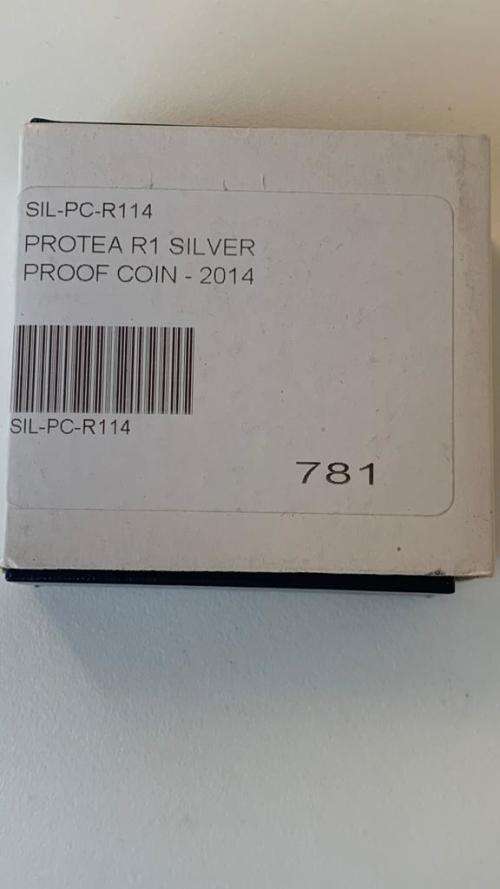 SIL-PC-R114
PROTEA R1 SILVER
PROOF COIN - 2014
SIL-PC-R114
781